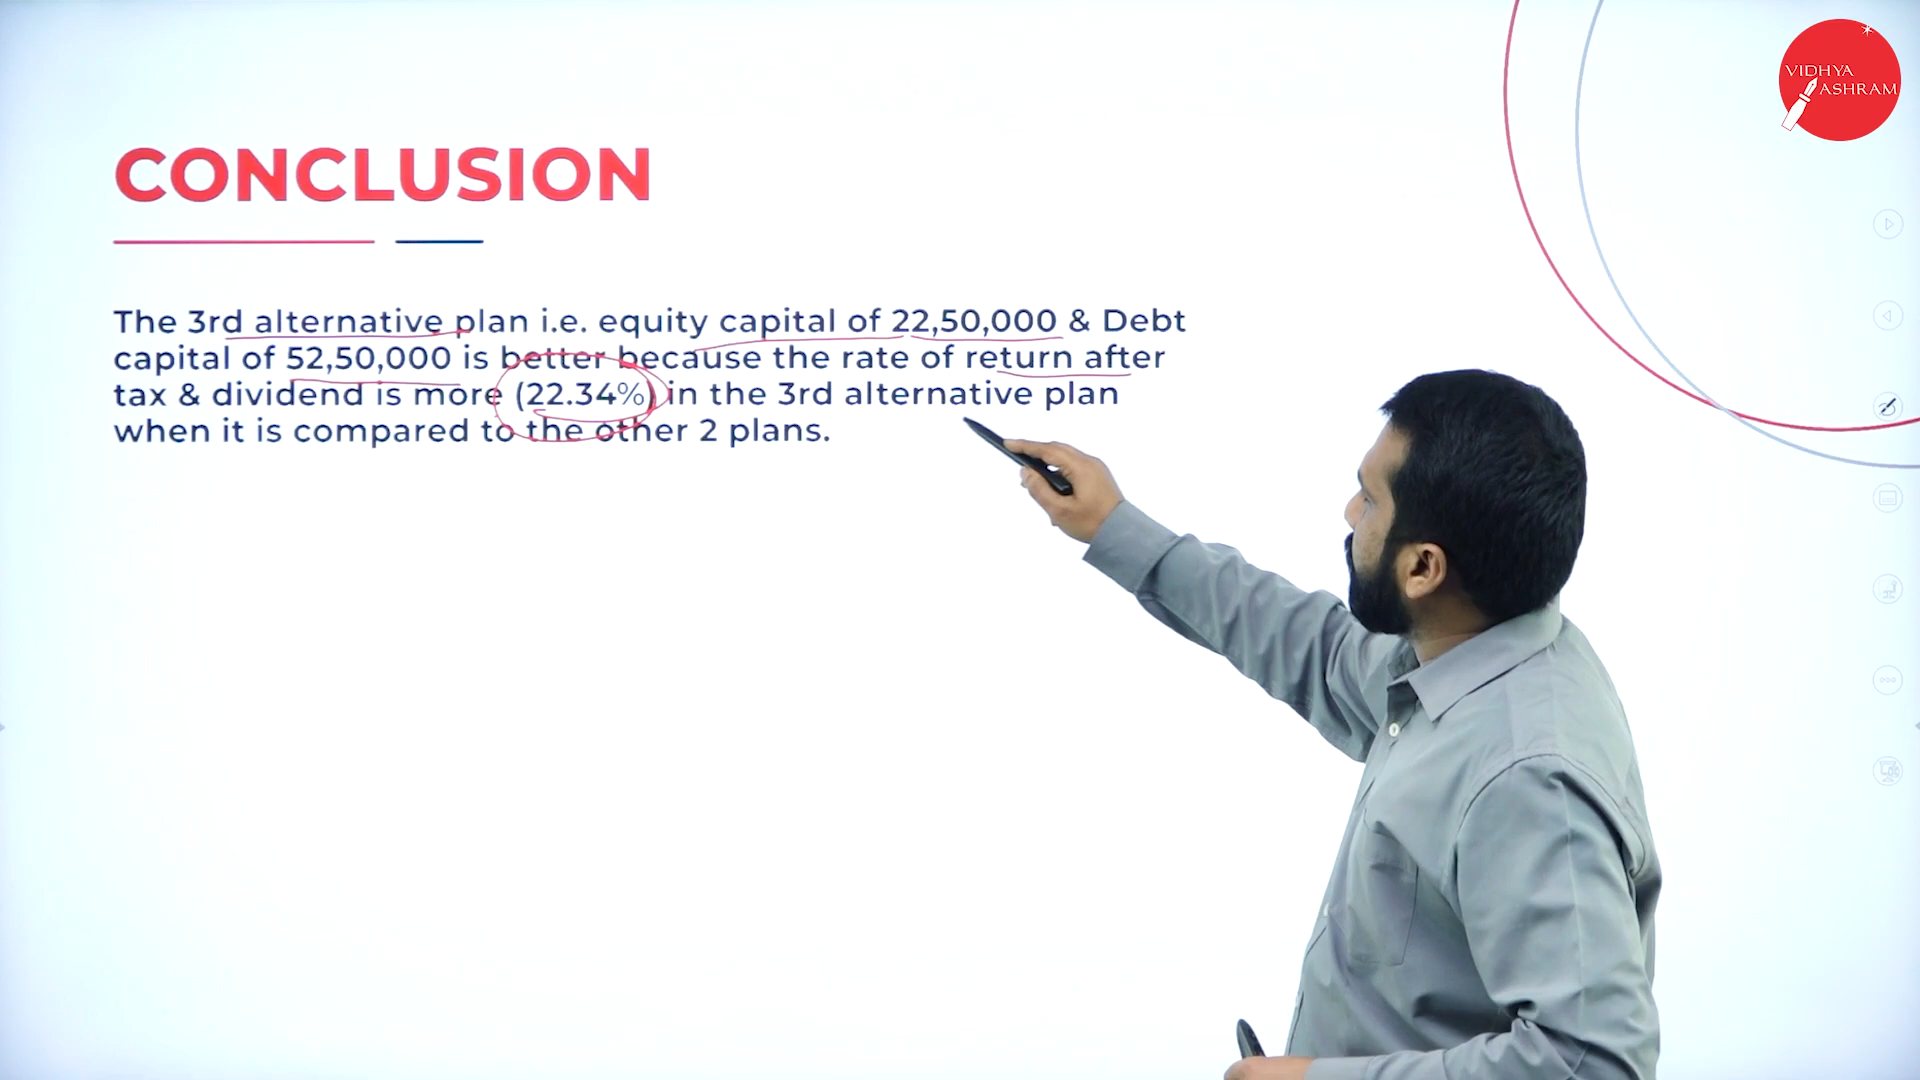 VIDHYA
ASHRAM
CONCLUSION
The 3rd alternative plan i.e. equity capital of 22,50,000 & Debt
capital of 52,50,000 is better because the rate of return after
tax & dividend is more (22.34%) in the 3rd alternative plan
when it is compared to the other 2 plans.